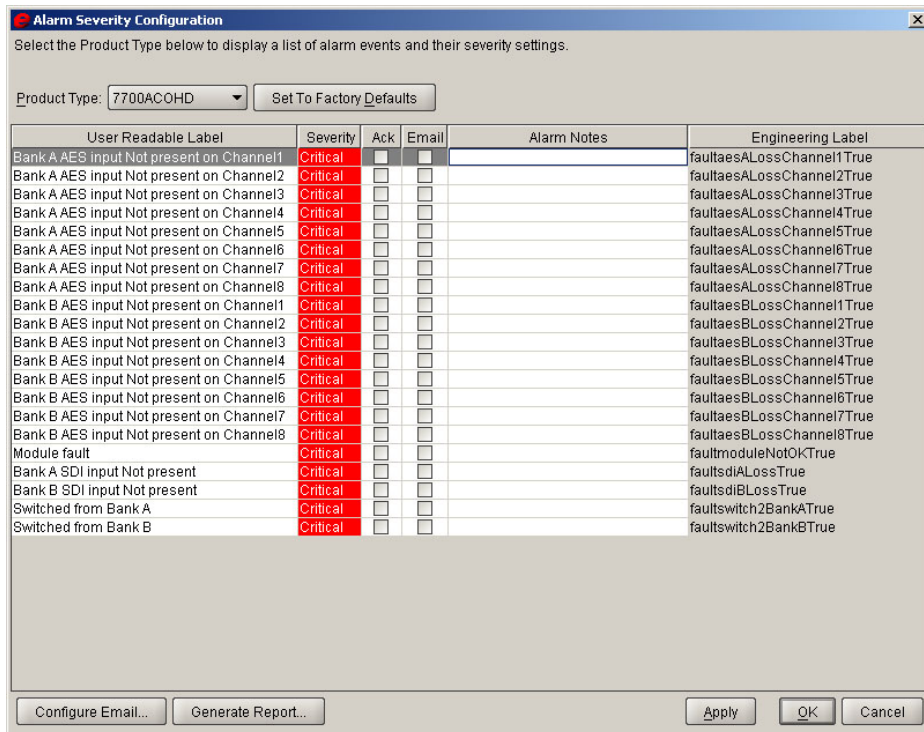 Alarm Severity Configuration
Select the Product Type below to display a list of alarm events and their severity settings.
Product Type: 7700ACOHD Set To Factory Defaults
User Readable Label Severity Ack Email Alarm Notes Engineering Label
Bank A AES input Not present on Channel1 Critical faultaesALossChannel1True
Bank A AES input Not present on Channel2 Critical faultaesALossChannel2True
Bank A AES input Not present on Channel3 Critical faultaesALossChannel3True
Bank A AES input Not present on Channel4 Critical faultaesALossChannel4True
Bank A AES input Not present on Channel5 Critical faultaesALossChannel5True
Bank A AES input Not present on Channel6 Critical faultaesALossChannel6True
Bank A AES input Not present on Channel7 Critical faultaesALossChannel7True
Bank A AES input Not present on Channel8 Critical faultaesALossChannel8True
Bank B AES input Not present on Channel1 Critical faultaesBLossChannel1True
Bank B AES input Not present on Channel2 Critical faultaesBLossChannel2True
Bank B AES input Not present on Channel3 Critical faultaesBLossChannel3True
Bank B AES input Not present on Channel4 Critical faultaesBLossChannel4True
Bank B AES input Not present on Channel5 Critical faultaesBLossChannel5True
Bank B AES input Not present on Channel6 Critical faultaesBLossChannel6True
Bank B AES input Not present on Channel7 Critical faultaesBLossChannel7True
Bank B AES input Not present on Channel8 Critical faultaesBLossChannel8True
Module fault Critical faultmoduleNotOKTrue
Bank A SDI input Not present Critical faultsdiALossTrue
Bank B SDI input Not present Critical faultsdiBLossTrue
Switched from Bank A Critical faultswitch2BankATrue
Switched from Bank B Critical faultswitch2BankBTrue
Configure Email... Generate Report... Apply OK Cancel